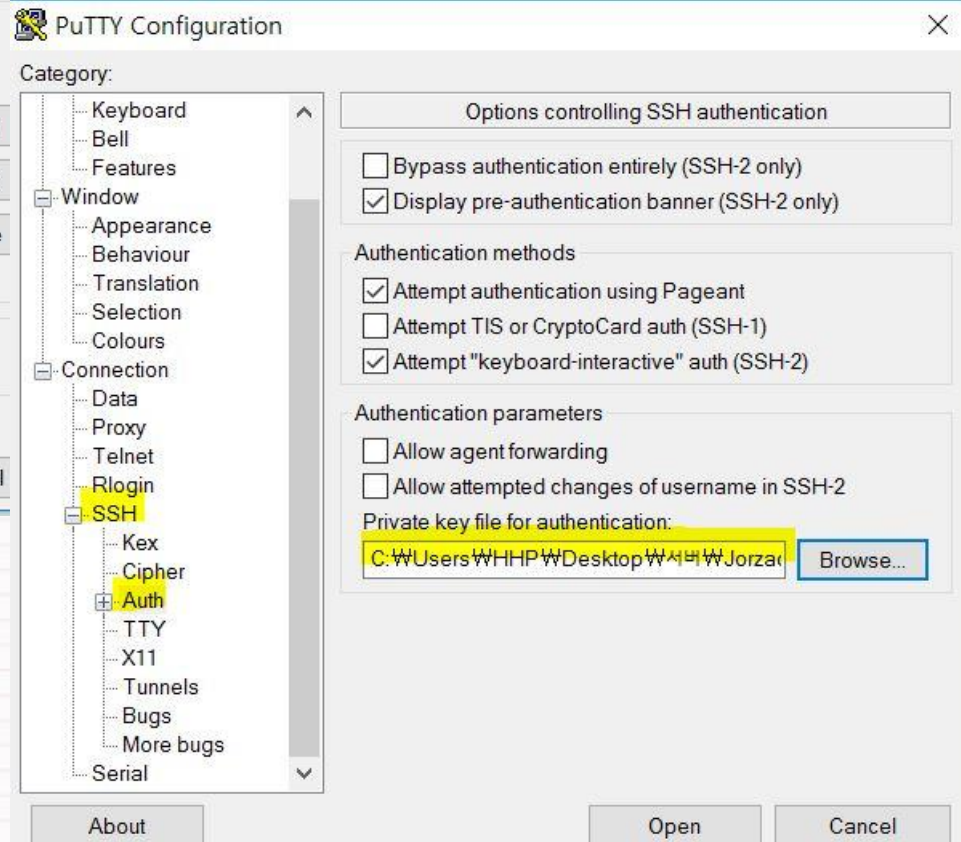 PuTTY Configuration
Category:
Keyboard
Bell
Features
Window
Appearance
Behaviour
Translation
Selection
Colours
Connection
Data
Proxy
Telnet
Rlogin
SSH
Kex
Cipher
Auth
TTY
X11
Tunnels
Bugs
More bugs
Serial
Options controlling SSH authentication
Bypass authentication entirely (SSH-2 only)
Display pre-authentication banner (SSH-2 only)
Authentication methods
Attempt authentication using Pageant
Attempt TIS or CryptoCard auth (SSH-1)
Attempt "keyboard-interactive" auth (SSH-2)
Authentication parameters
Allow agent forwarding
Allow attempted changes of username in SSH-2
Private key file for authentication:
C:₩Users₩HHP₩Desktop₩서버₩Jorzac
Browse...
About
Open
Cancel